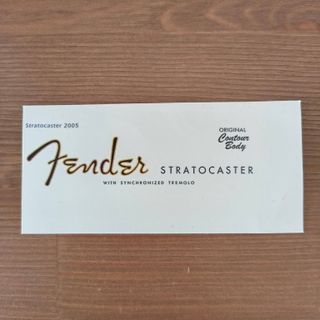 Stratocaster 2005
ORIGINAL
Contour
Body
Fender STRATOCASTER
WITH SYNCHRONIZED TREMOLO